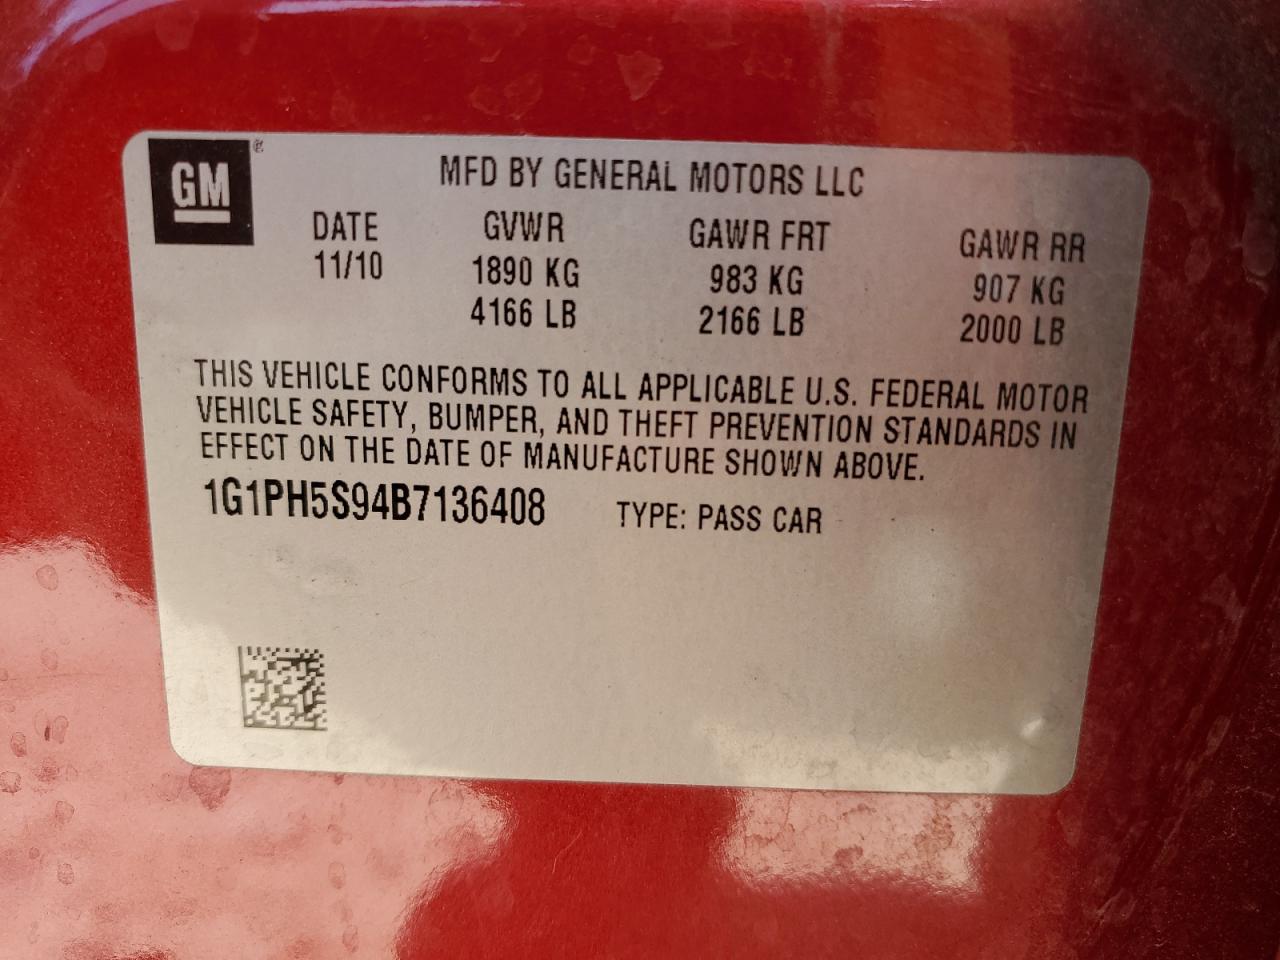 GM
MFD BY GENERAL MOTORS LLC
DATE GVWR GAWR FRT GAWR RR
11/10 1890 KG 983 KG 907 KG
4166 LB 2166 LB 2000 LB
THIS VEHICLE CONFORMS TO ALL APPLICABLE U.S. FEDERAL MOTOR
VEHICLE SAFETY, BUMPER, AND THEFT PREVENTION STANDARDS IN
EFFECT ON THE DATE OF MANUFACTURE SHOWN ABOVE.
1G1PH5S94B7136408 TYPE: PASS CAR